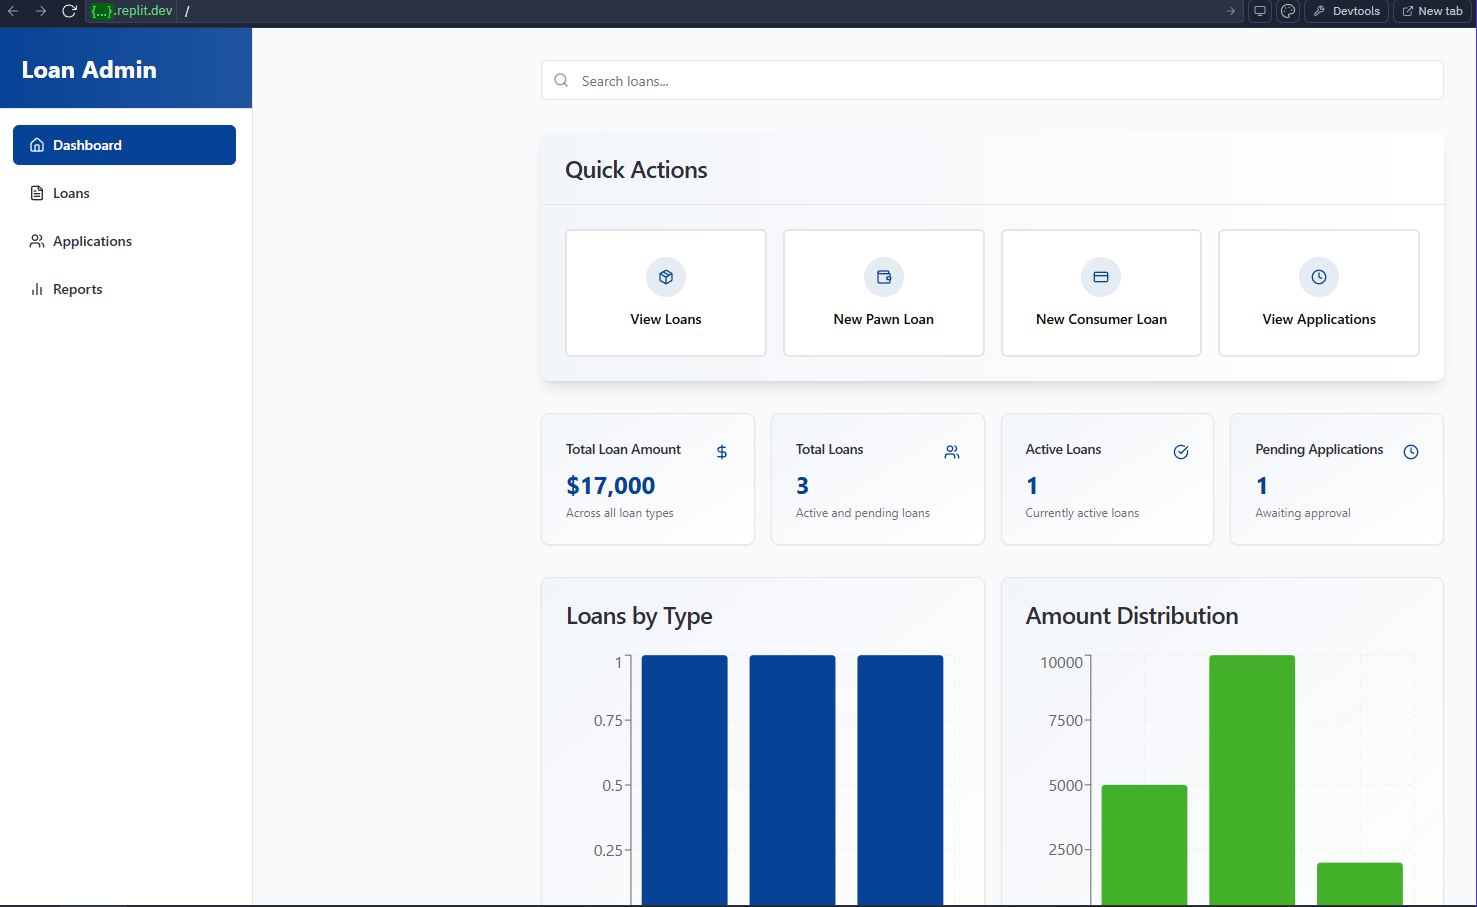 {...}.replit.dev /
Devtools
New tab
Loan Admin
Dashboard
Loans
Applications
Reports
Search loans...
Quick Actions
View Loans
New Pawn Loan
New Consumer Loan
View Applications
Total Loan Amount
$
$17,000
Across all loan types
Total Loans
3
Active and pending loans
Active Loans
1
Currently active loans
Pending Applications
1
Awaiting approval
Loans by Type
1
0.75
0.5
0.25
Amount Distribution
10000
7500
5000
2500